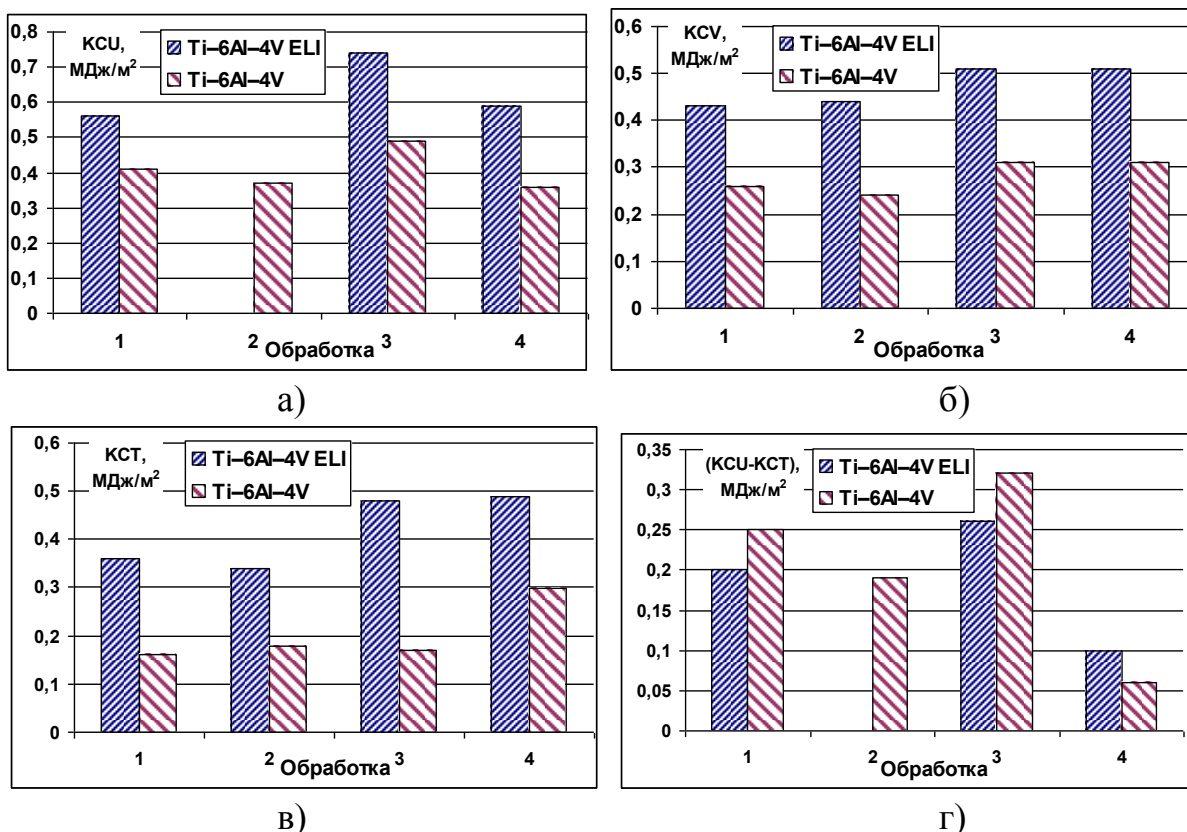 0,8
KCU,
МДж/м²
0,7
0,6
0,5
0,4
0,3
0,2
0,1
0
Ti–6Al–4V ELI
Ti–6Al–4V
1
2
3
4
Обработка
а)
0,6
KCV,
МДж/м²
0,5
0,4
0,3
0,2
0,1
0
Ti–6Al–4V ELI
Ti–6Al–4V
1
2
3
4
Обработка
б)
0,6
KCT,
МДж/м²
0,5
0,4
0,3
0,2
0,1
0
Ti–6Al–4V ELI
Ti–6Al–4V
1
2
3
4
Обработка
в)
0,35
(KCU-KCT),
МДж/м²
0,3
0,25
0,2
0,15
0,1
0,05
0
Ti–6Al–4V ELI
Ti–6Al–4V
1
2
3
4
Обработка
г)